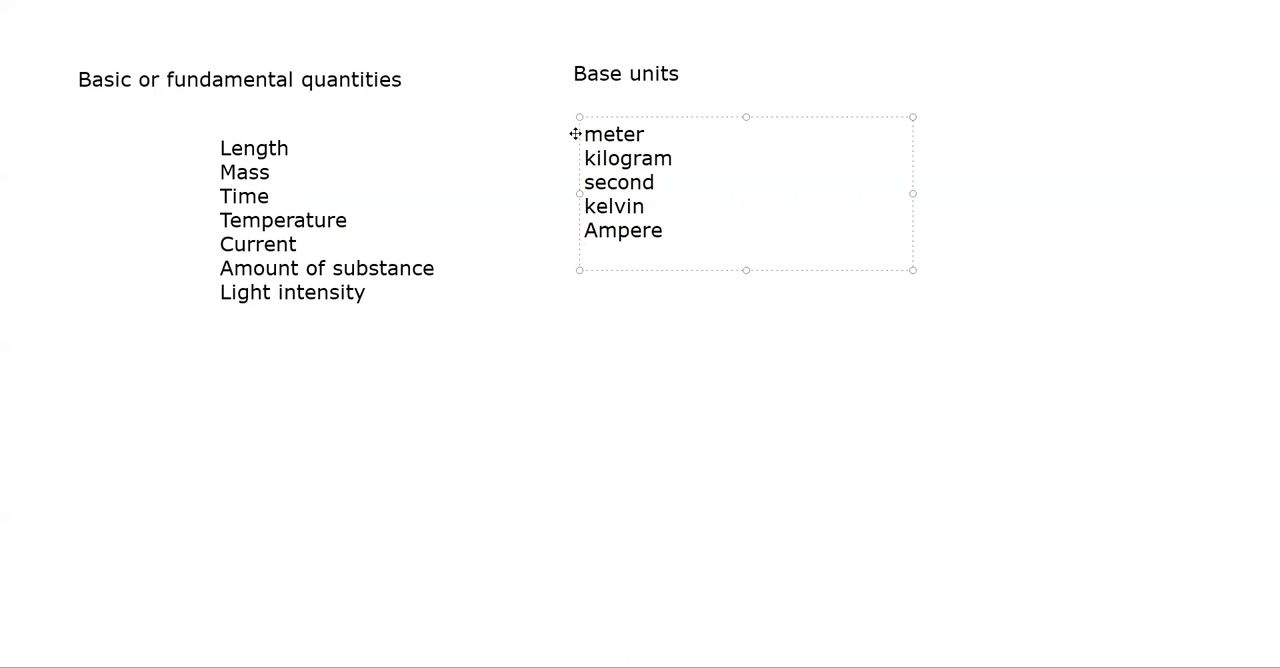 Basic or fundamental quantities
Length
Mass
Time
Temperature
Current
Amount of substance
Light intensity
Base units
meter
kilogram
second
kelvin
Ampere